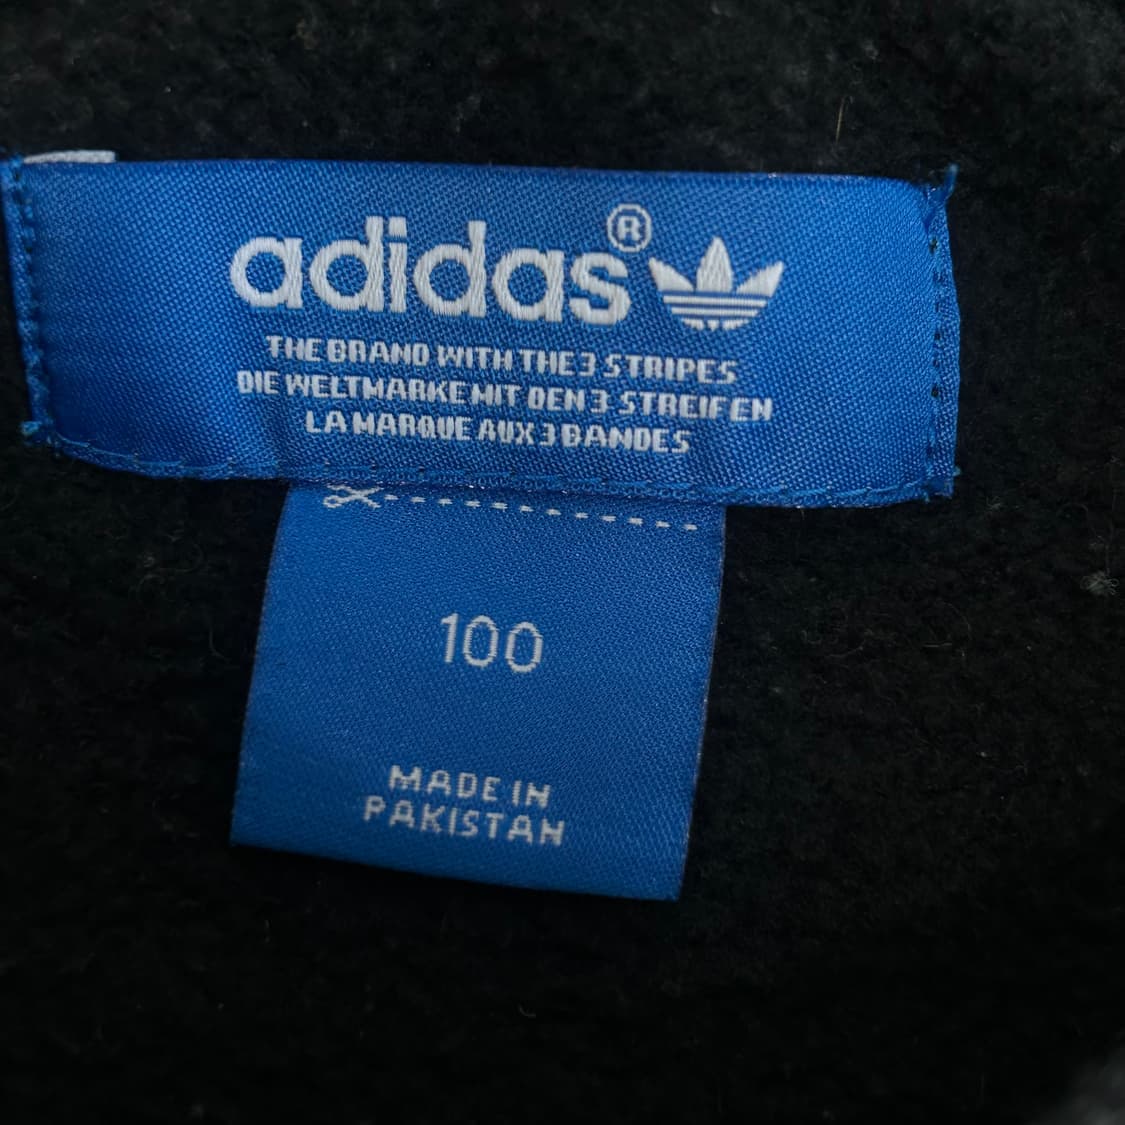 adidas®
THE BRAND WITH THE 3 STRIPES
DIE WELTMARKE MIT DEN 3 STREIFEN
LA MARQUE AUX 3 BANDES
100
MADE IN
PAKISTAN